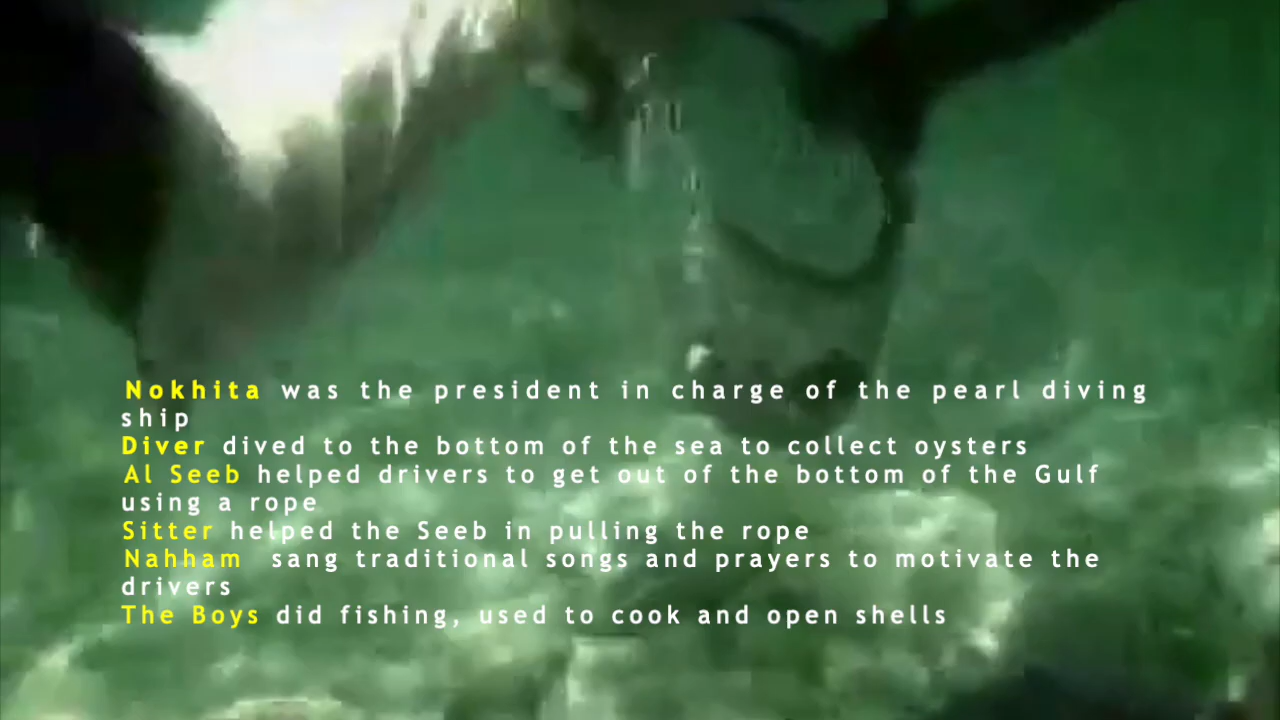 Nokhita was the president in charge of the pearl diving
ship
Diver dived to the bottom of the sea to collect oysters
Al Seeb helped drivers to get out of the bottom of the Gulf
using a rope
Sitter helped the Seeb in pulling the rope
Nahham sang traditional songs and prayers to motivate the
drivers
The Boys did fishing, used to cook and open shells